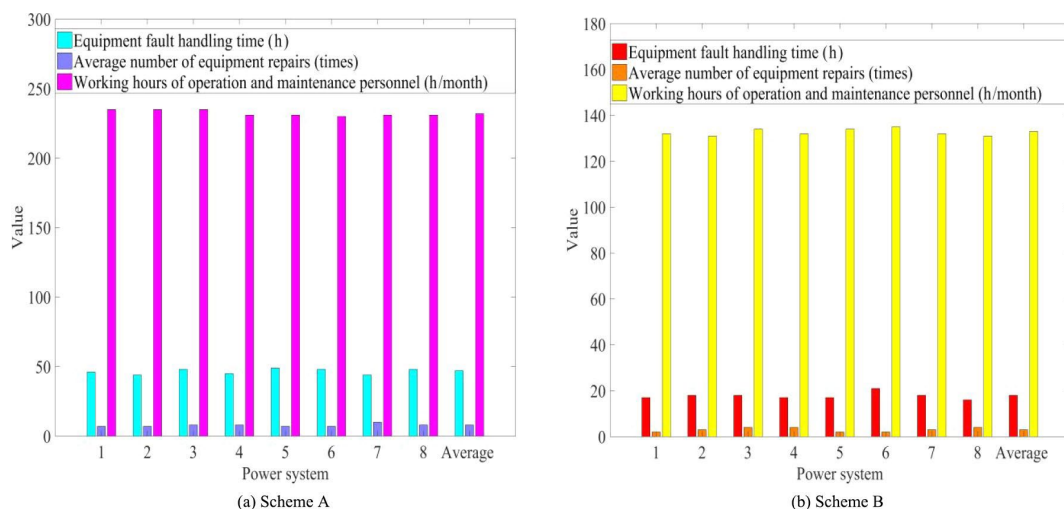 300
250
200
150
100
50
0
Value
Equipment fault handling time (h)
Average number of equipment repairs (times)
Working hours of operation and maintenance personnel (h/month)
1 2 3 4 5 6 7 8 Average
Power system
(a) Scheme A
180
160
140
120
100
80
60
40
20
0
Value
Equipment fault handling time (h)
Average number of equipment repairs (times)
Working hours of operation and maintenance personnel (h/month)
1 2 3 4 5 6 7 8 Average
Power system
(b) Scheme B